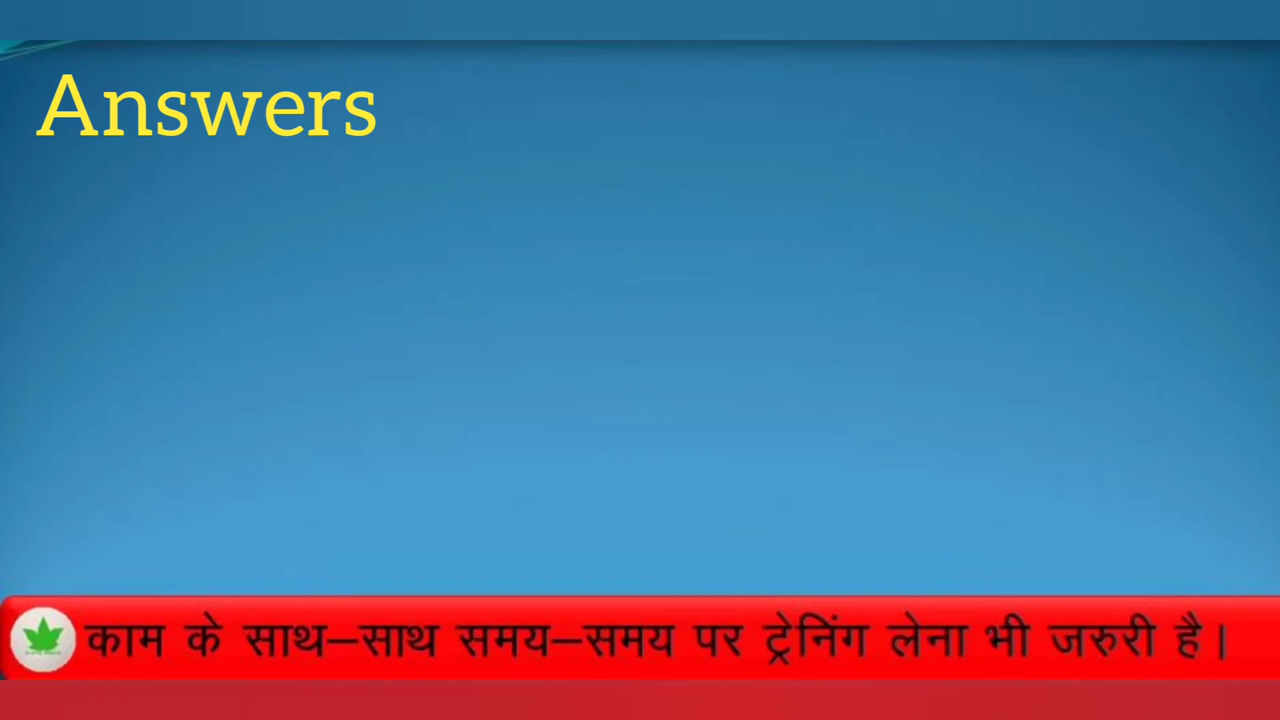 Answers
काम के साथ–साथ समय–समय पर ट्रेनिंग लेना भी जरुरी है।